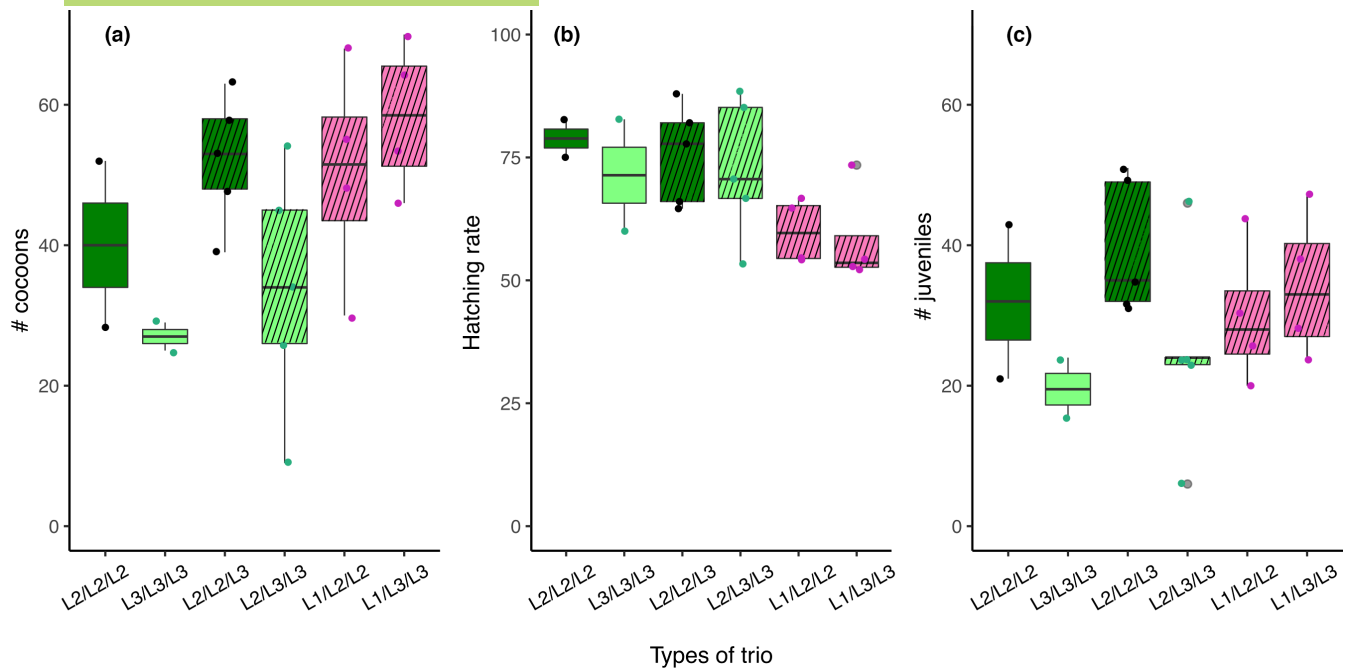 (a)
(b)
(c)
# cocoons
60
40
20
0
L2/L2/L2
L3/L3/L3
L2/L2/L3
L2/L3/L3
L1/L2/L2
L1/L3/L3
Hatching rate
100
75
50
25
0
L2/L2/L2
L3/L3/L3
L2/L2/L3
L2/L3/L3
L1/L2/L2
L1/L3/L3
# juveniles
60
40
20
0
L2/L2/L2
L3/L3/L3
L2/L2/L3
L2/L3/L3
L1/L2/L2
L1/L3/L3
Types of trio